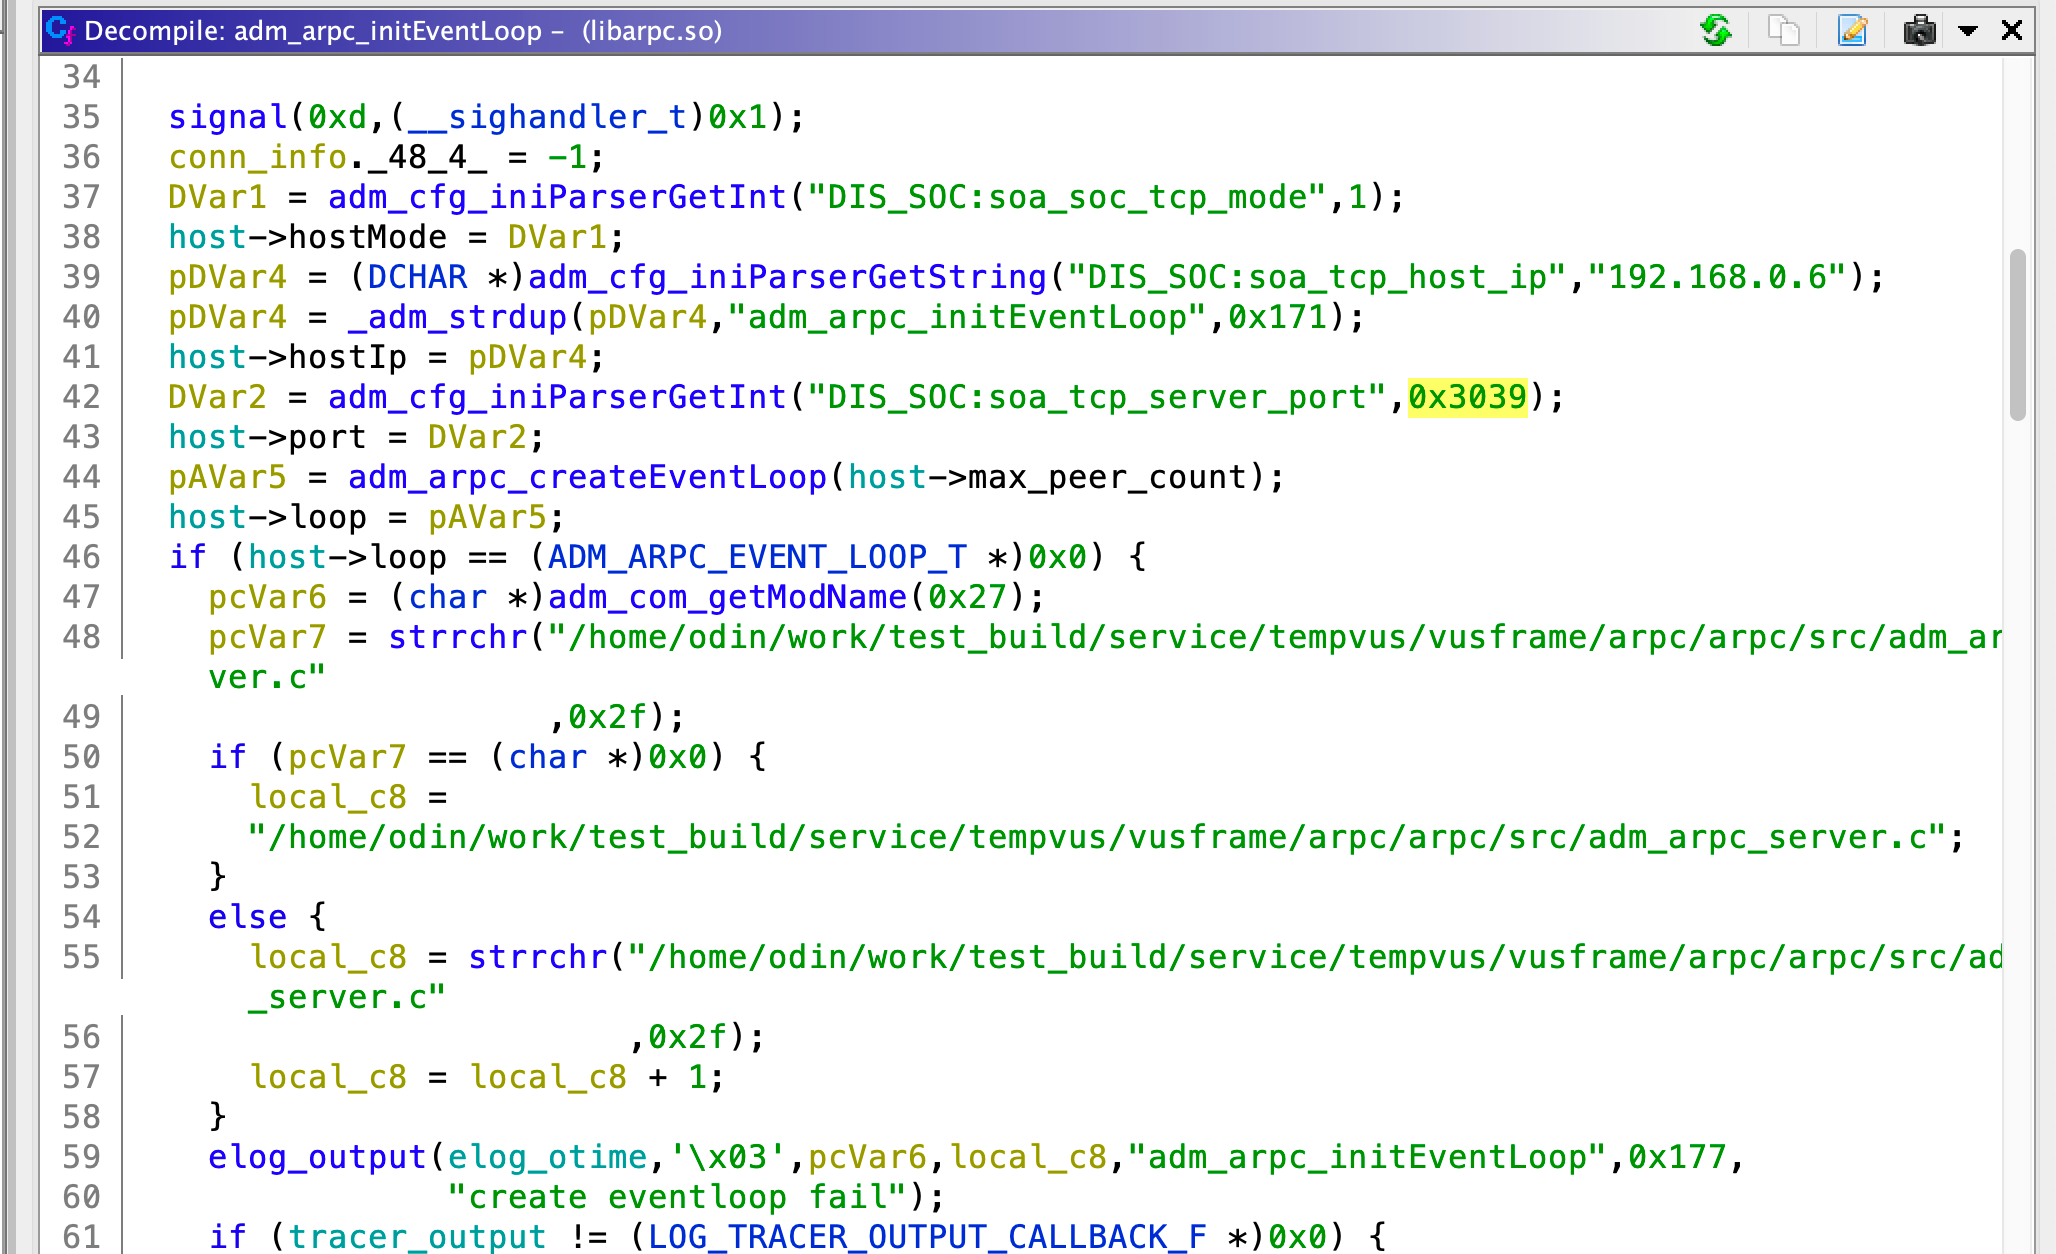 Decompile: adm_arpc_initEventLoop - (libarpc.so)
34
35 signal(0xd,(__sighandler_t)0x1);
36 conn_info._48_4_ = -1;
37 DVar1 = adm_cfg_iniParserGetInt("DIS_SOC:soa_soc_tcp_mode",1);
38 host->hostMode = DVar1;
39 pDVar4 = (DCHAR *)adm_cfg_iniParserGetString("DIS_SOC:soa_tcp_host_ip","192.168.0.6");
40 pDVar4 = _adm_strdup(pDVar4,"adm_arpc_initEventLoop",0x171);
41 host->hostIp = pDVar4;
42 DVar2 = adm_cfg_iniParserGetInt("DIS_SOC:soa_tcp_server_port",0x3039);
43 host->port = DVar2;
44 pAVar5 = adm_arpc_createEventLoop(host->max_peer_count);
45 host->loop = pAVar5;
46 if (host->loop == (ADM_ARPC_EVENT_LOOP_T *)0x0) {
47 pcVar6 = (char *)adm_com_getModName(0x27);
48 pcVar7 = strrchr("/home/odin/work/test_build/service/tempvus/vusframe/arpc/arpc/src/adm_ar
ver.c"
49 ,0x2f);
50 if (pcVar7 == (char *)0x0) {
51 local_c8 =
52 "/home/odin/work/test_build/service/tempvus/vusframe/arpc/arpc/src/adm_arpc_server.c";
53 }
54 else {
55 local_c8 = strrchr("/home/odin/work/test_build/service/tempvus/vusframe/arpc/arpc/src/ad
_server.c"
56 ,0x2f);
57 local_c8 = local_c8 + 1;
58 }
59 elog_output(elog_otime,'\x03',pcVar6,local_c8,"adm_arpc_initEventLoop",0x177,
60 "create eventloop fail");
61 if (tracer_output != (LOG_TRACER_OUTPUT_CALLBACK_F *)0x0) {